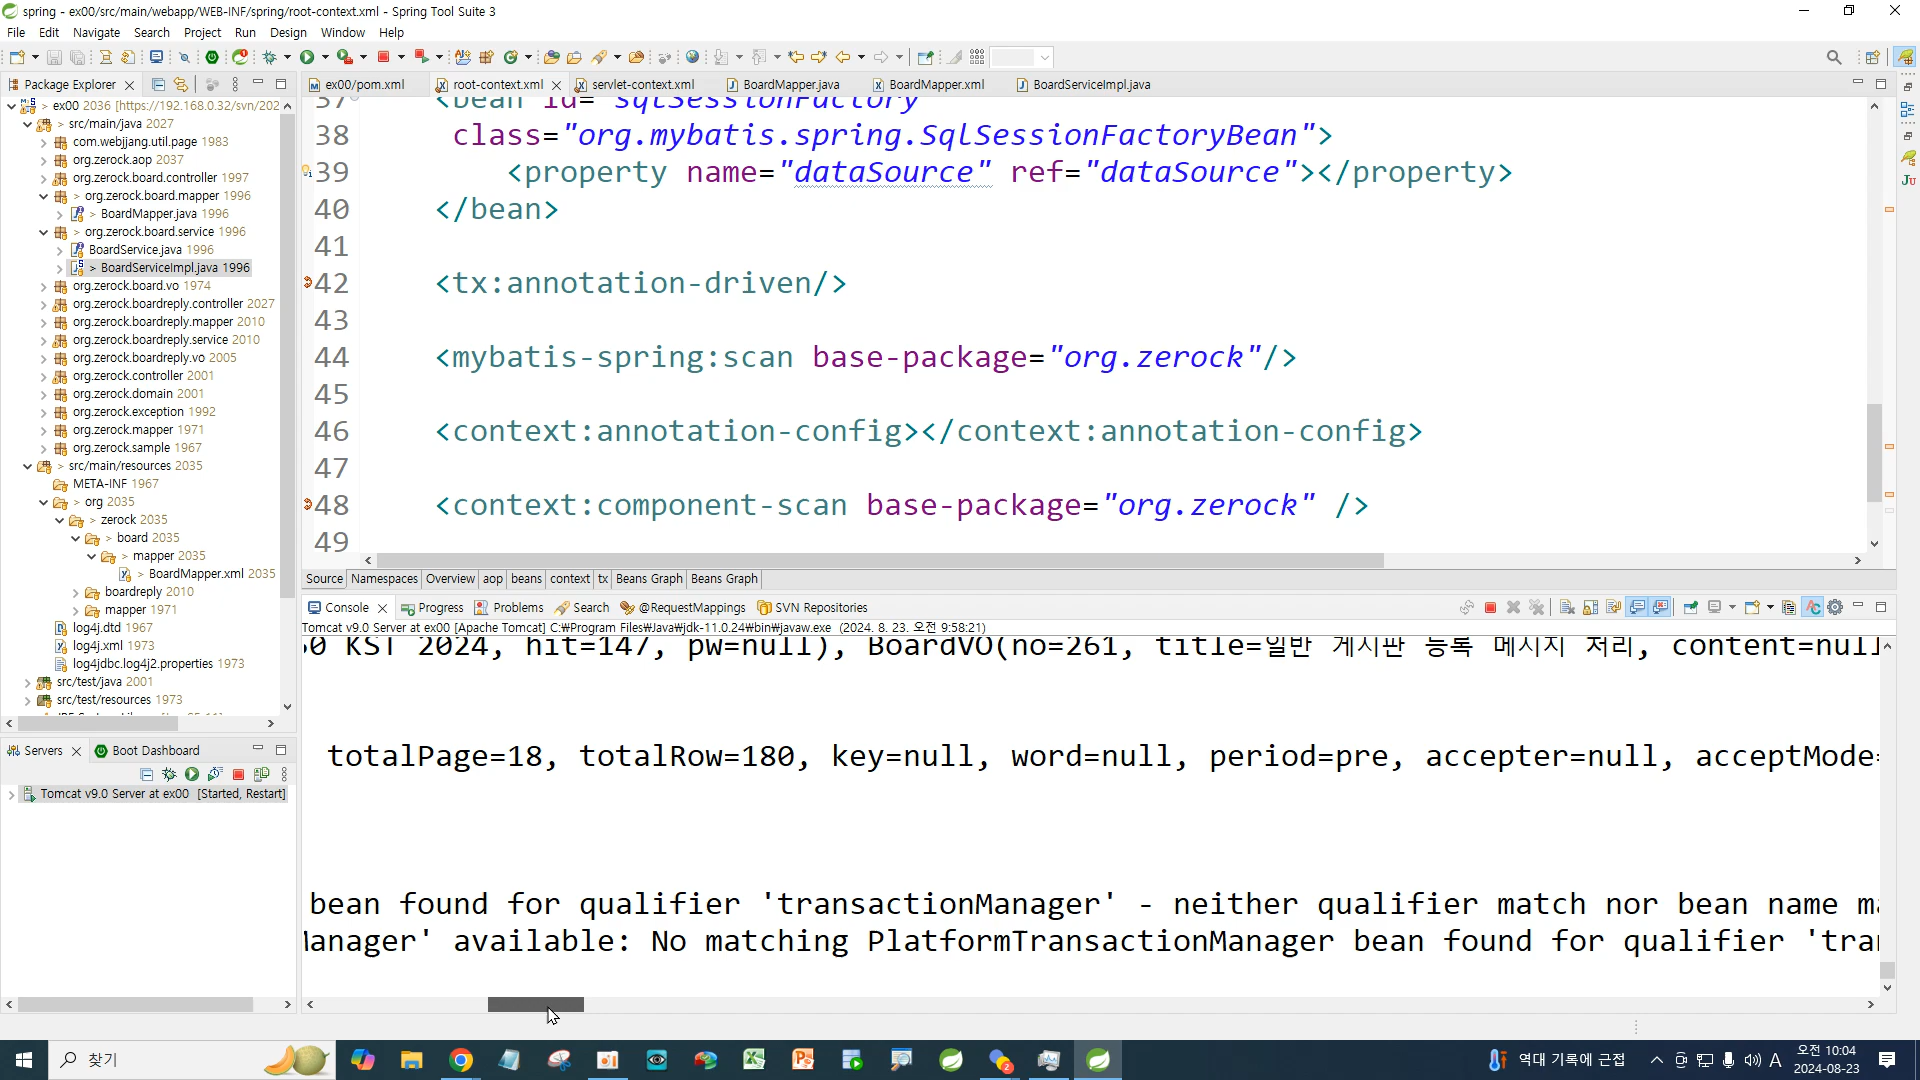 spring - ex00/src/main/webapp/WEB-INF/spring/root-context.xml - Spring Tool Suite 3
File Edit Navigate Search Project Run Design Window Help
Package Explorer
ex00/pom.xml root-context.xml servlet-context.xml BoardMapper.java BoardMapper.xml BoardServiceImpl.java
ex00 2036 [https://192.168.0.32/svn/202
src/main/java 2027
com.webjjang.util.page 1983
org.zerock.aop 2037
org.zerock.board.controller 1997
> org.zerock.board.mapper 1996
> BoardMapper.java 1996
> org.zerock.board.service 1996
BoardService.java 1996
> BoardServiceImpl.java 1996
org.zerock.board.vo 1974
org.zerock.boardreply.controller 2027
org.zerock.boardreply.mapper 2010
org.zerock.boardreply.service 2010
org.zerock.boardreply.vo 2005
org.zerock.controller 2001
org.zerock.domain 2001
org.zerock.exception 1992
org.zerock.mapper 1971
org.zerock.sample 1967
> src/main/resources 2035
META-INF 1967
> org 2035
> zerock 2035
> board 2035
> mapper 2035
> BoardMapper.xml 2035
boardreply 2010
mapper 1971
log4j.dtd 1967
log4j.xml 1973
log4jdbc.log4j2.properties 1973
src/test/java 2001
src/test/resources 1973
37 <bean id="sqlSessionFactory"
38 class="org.mybatis.spring.SqlSessionFactoryBean">
39 <property name="dataSource" ref="dataSource"></property>
40 </bean>
41
42 <tx:annotation-driven/>
43
44 <mybatis-spring:scan base-package="org.zerock"/>
45
46 <context:annotation-config></context:annotation-config>
47
48 <context:component-scan base-package="org.zerock" />
49
Source Namespaces Overview aop beans context tx Beans Graph Beans Graph
Console Progress Problems Search @RequestMappings SVN Repositories
Tomcat v9.0 Server at ex00 [Apache Tomcat] C:₩Program Files₩Java₩jdk-11.0.24₩bin₩javaw.exe (2024. 8. 23. 오전 9:58:21)
0 KST 2024, hit=147, pw=null), BoardVO(no=261, title=일반 게시판 등록 메시지 처리, content=null
totalPage=18, totalRow=180, key=null, word=null, period=pre, accepter=null, acceptMode=
bean found for qualifier 'transactionManager' - neither qualifier match nor bean name ma
Manager' available: No matching PlatformTransactionManager bean found for qualifier 'tran
Servers Boot Dashboard
Tomcat v9.0 Server at ex00 [Started, Restart]
찾기
역대 기록에 근접
A
오전 10:04
2024-08-23